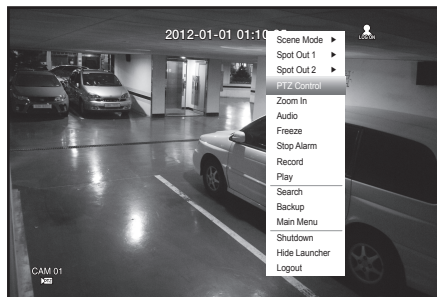 2012-01-01 01:10
LOG ON
Scene Mode
Spot Out 1
Spot Out 2
PTZ Control
Zoom In
Audio
Freeze
Stop Alarm
Record
Play
Search
Backup
Main Menu
Shutdown
Hide Launcher
Logout
CAM 01